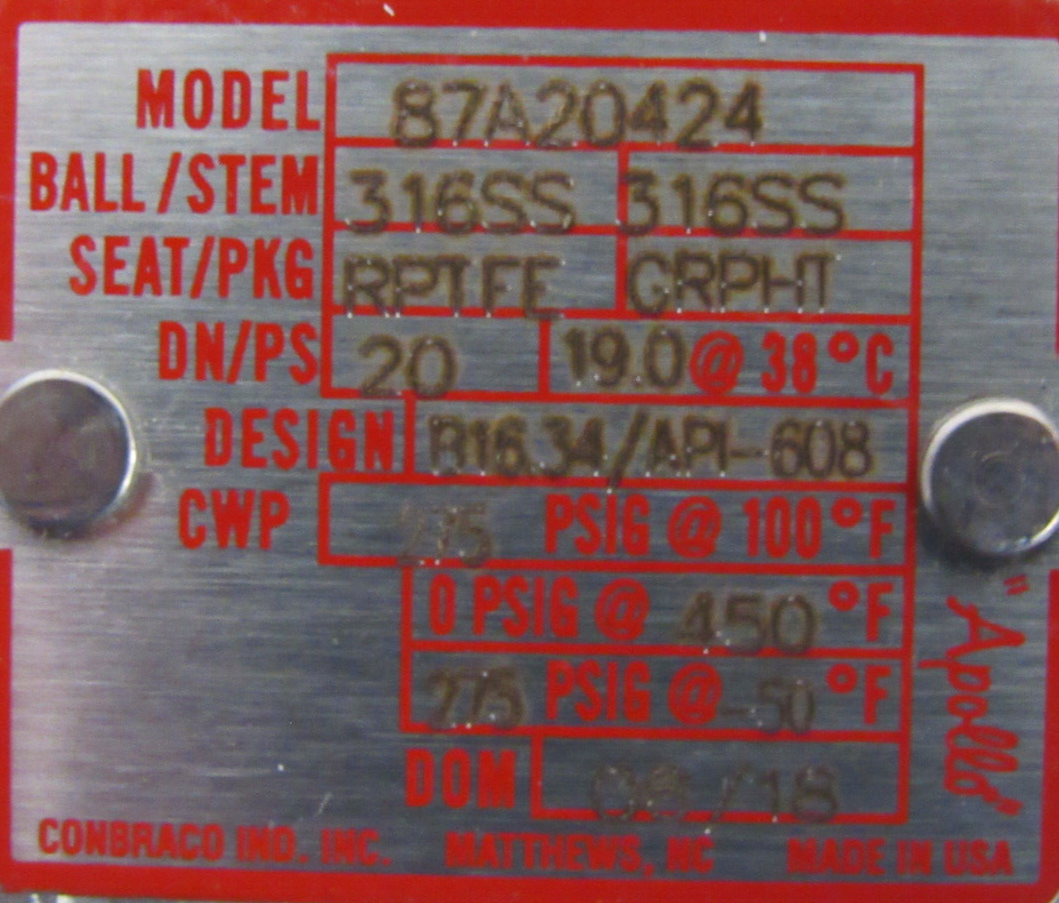 MODEL 87A20424
BALL/STEM 316SS 316SS
SEAT/PKG RPTFE GRPHT
DN/PS 20 19.0@ 38°C
DESIGN B16.34/API-608
CWP 275 PSIG @ 100°F
0 PSIG @ 450°F
275 PSIG @ -50°F
DOM
"Apollo"
CONBRACO IND. INC. MATTHEWS, NC MADE IN USA